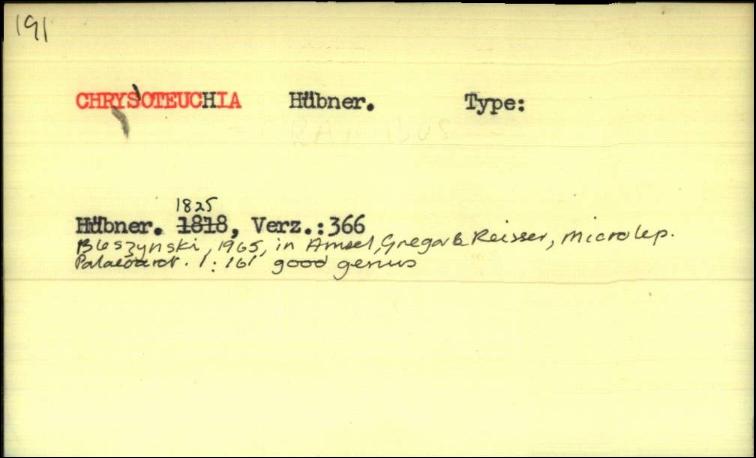 191
CHRYSOTEUCHIA Hübner. Type:
1825
Hübner. 1818, Verz.:366
Bleszynski, 1965, in Amsel, Gregor & Reisser, Microlep.
Palaearct. 1: 161 good genus